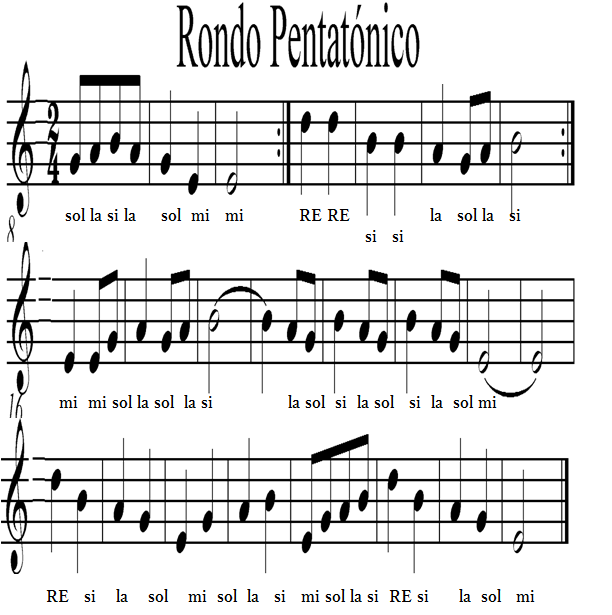 Rondo Pentatónico
2
4
sol la si la sol mi mi RE RE la sol la si
si si
8
mi mi sol la sol la si la sol si la sol si la sol mi
16
RE si la sol mi sol la si mi sol la si RE si la sol mi